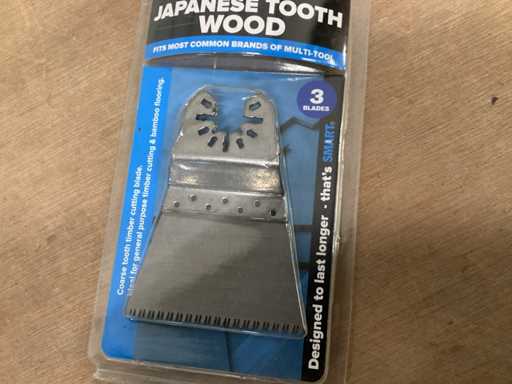 JAPANESE TOOTH
WOOD
FITS MOST COMMON BRANDS OF MULTI-TOOL
3
BLADES
Coarse tooth timber cutting blade.
Ideal for general purpose timber cutting & bamboo flooring.
Designed to last longer - that's SMART.